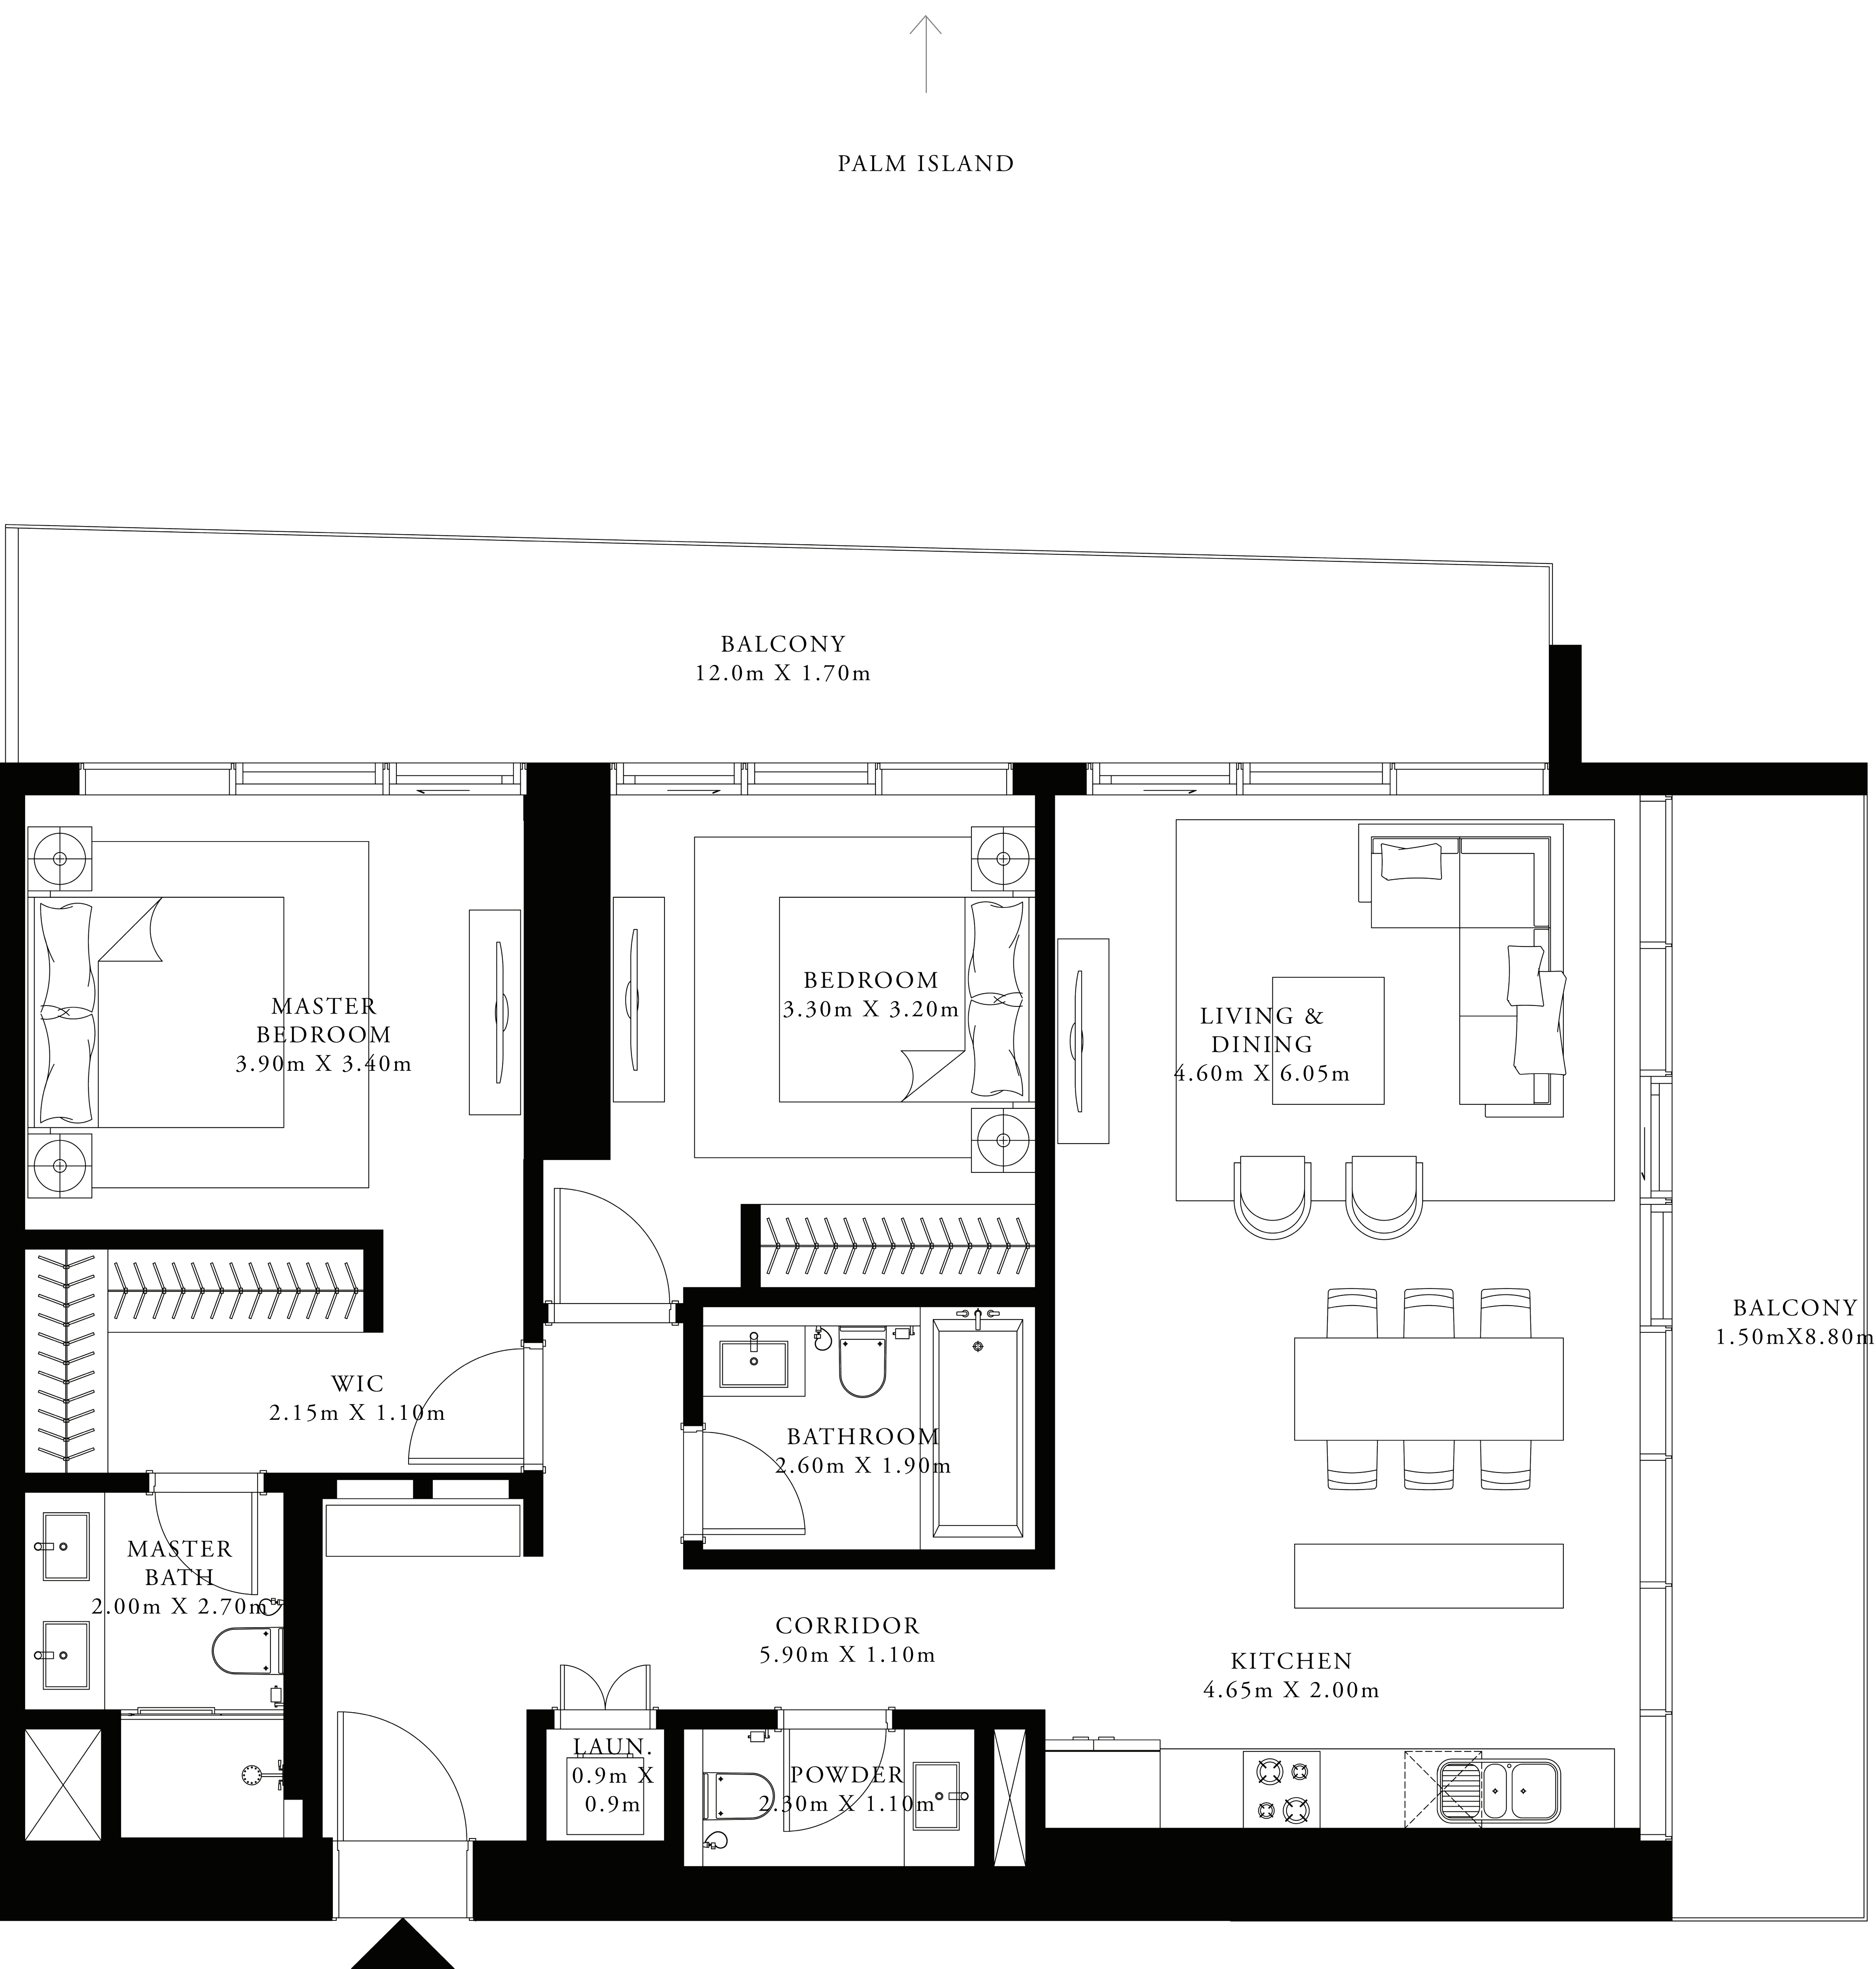 PALM ISLAND
BALCONY
12.0m X 1.70m
MASTER
BEDROOM
3.90m X 3.40m
BEDROOM
3.30m X 3.20m
LIVING &
DINING
4.60m X 6.05m
BALCONY
1.50mX8.80m
WIC
2.15m X 1.10m
BATHROOM
2.60m X 1.90m
MASTER
BATH
2.00m X 2.70m
CORRIDOR
5.90m X 1.10m
KITCHEN
4.65m X 2.00m
LAUN.
0.9m X
0.9m
POWDER
2.30m X 1.10m